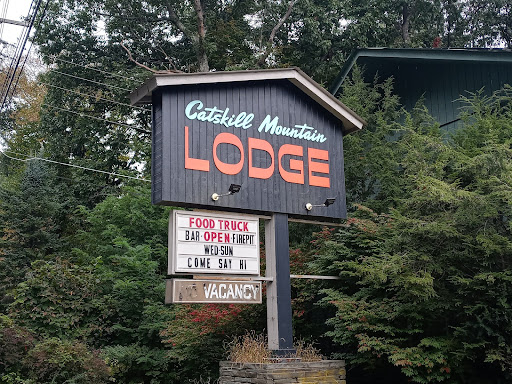 Catskill Mountain
LODGE
FOOD TRUCK
BAR·OPEN·FIREPIT
WED-SUN
COME SAY HI
VACANCY